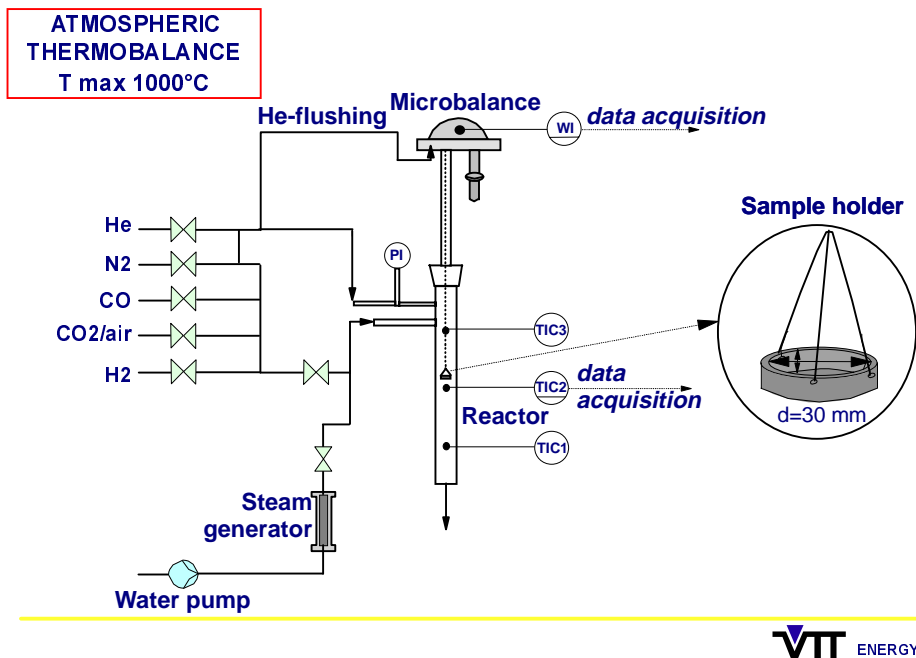 ATMOSPHERIC
THERMOBALANCE
T max 1000°C
He-flushing
Microbalance
WI
data acquisition
Sample holder
He
N2
CO
CO2/air
H2
PI
TIC3
TIC2
data
acquisition
d=30 mm
Reactor
TIC1
Steam
generator
Water pump
VTT ENERGY